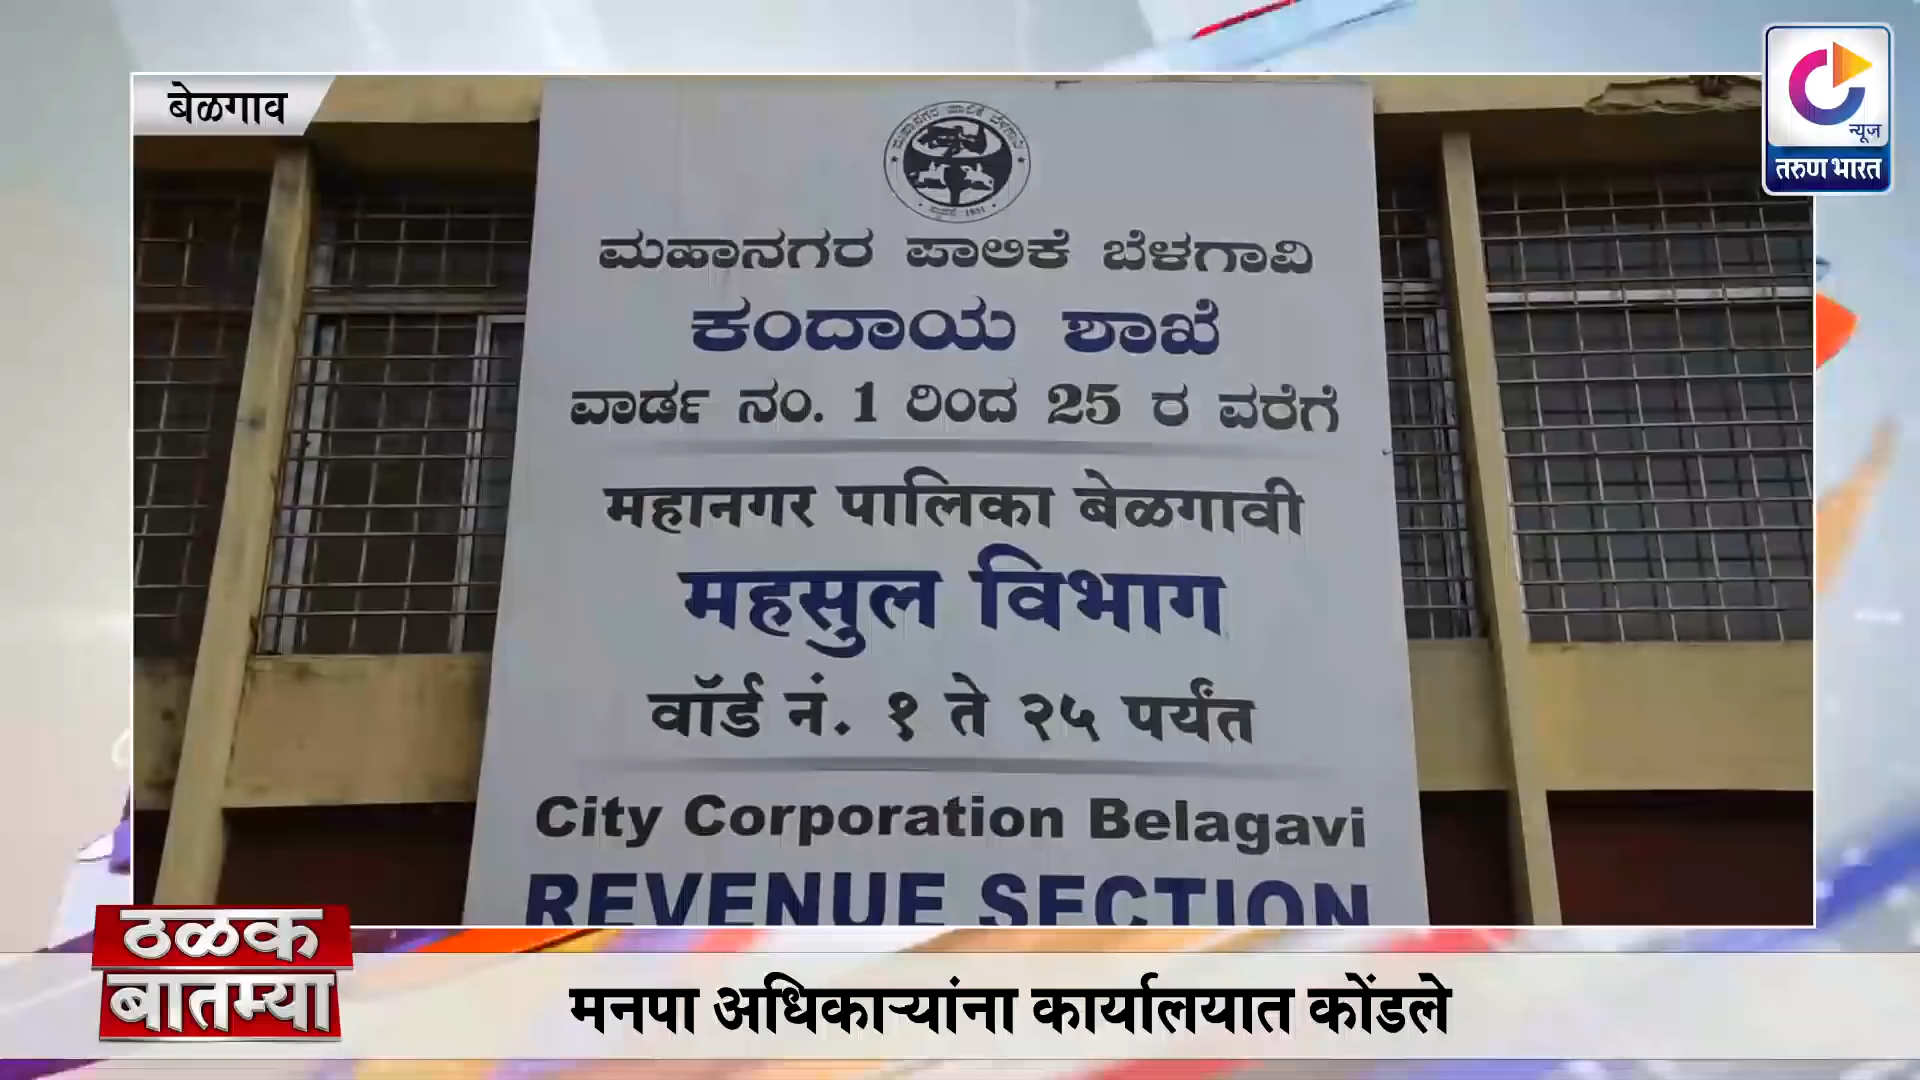 बेळगाव
न्यूज
तरुण भारत
ಮಹಾನಗರ ಪಾಲಿಕೆ ಬೆಳಗಾವಿ
ಕಂದಾಯ ಶಾಖೆ
ವಾರ್ಡ ನಂ. 1 ರಿಂದ 25 ರ ವರೆಗೆ
महानगर पालिका बेळगावी
महसुल विभाग
वॉर्ड नं. १ ते २५ पर्यंत
City Corporation Belagavi
REVENUE SECTION
ठळक
बातम्या
मनपा अधिकाऱ्यांना कार्यालयात कोंडले